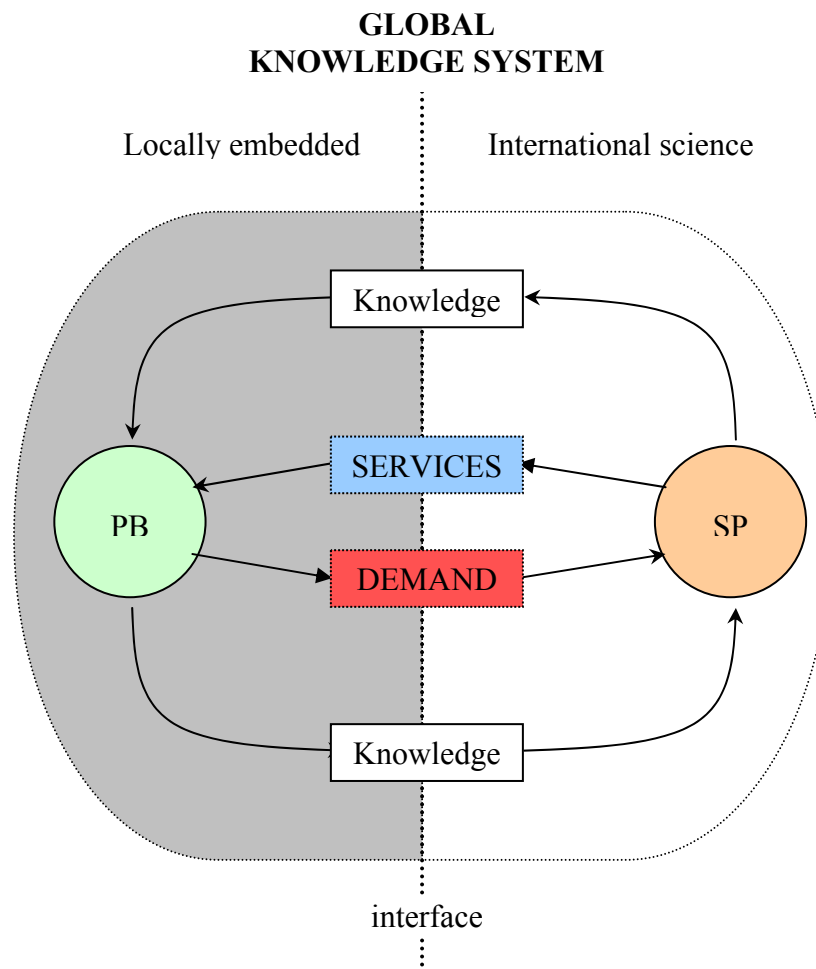 GLOBAL
KNOWLEDGE SYSTEM
Locally embedded
International science
Knowledge
SERVICES
PB
SP
DEMAND
Knowledge
interface